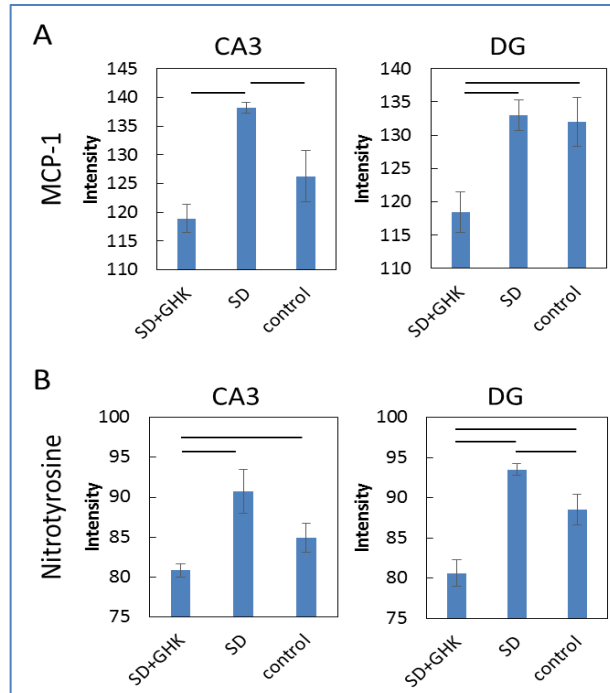 A
CA3
DG
MCP-1
Intensity
145
140
135
130
125
120
115
110
SD+GHK
SD
control
Intensity
140
135
130
125
120
115
110
SD+GHK
SD
control
B
CA3
DG
Nitrotyrosine
Intensity
100
95
90
85
80
75
SD+GHK
SD
control
Intensity
100
95
90
85
80
75
SD+GHK
SD
control